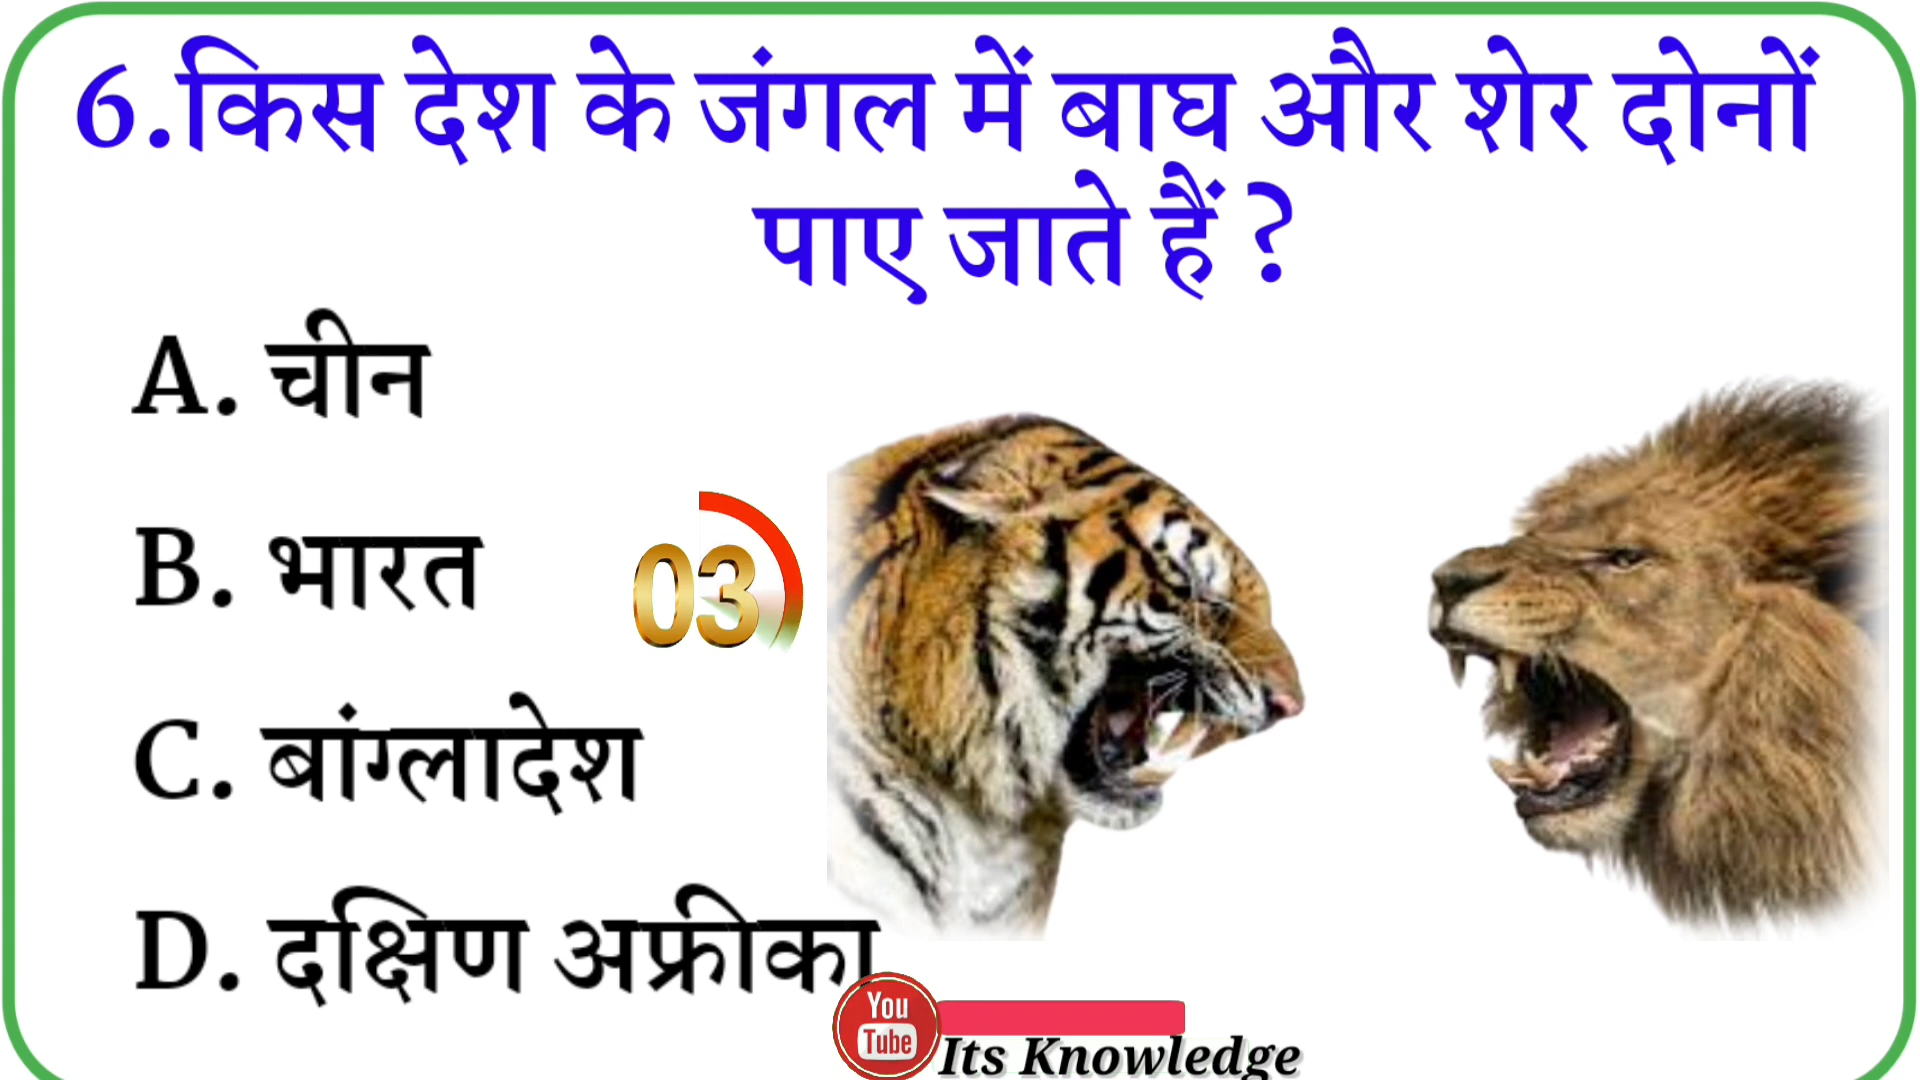 6.किस देश के जंगल में बाघ और शेर दोनों
पाए जाते हैं ?
A. चीन
B. भारत
03
C. बांग्लादेश
D. दक्षिण अफ्रीका
You
Tube
Its Knowledge